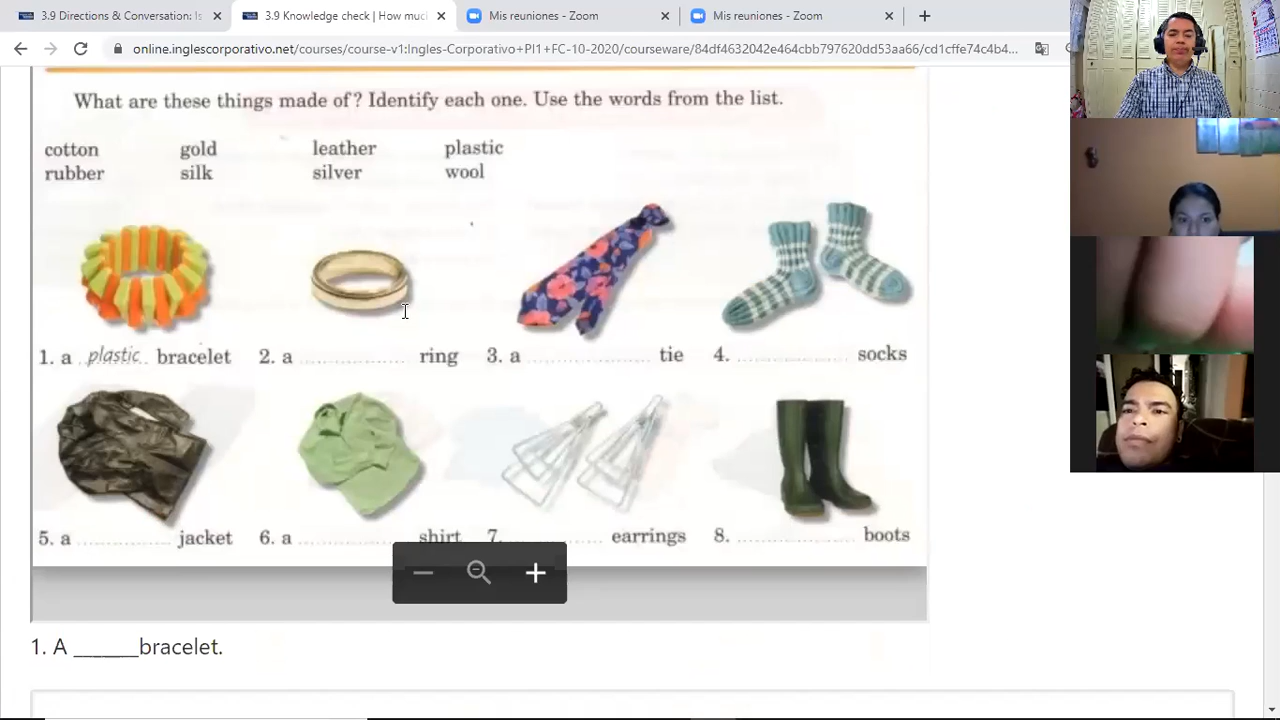 3.9 Directions & Conversation: Is
3.9 Knowledge check | How mu
Mis reuniones - Zoom
Mis reuniones - Zoom
online.inglescorporativo.net/courses/course-v1:Ingles-Corporativo+PI1+FC-10-2020/courseware/
What are these things made of? Identify each one. Use the words from the list.
cotton gold leather plastic
rubber silk silver wool
1. a plastic bracelet 2. a ............ ring 3. a ............ tie 4. ............ socks
5. a ............ jacket 6. a ............ shirt 7. ............ earrings 8. ............ boots
1. A ______bracelet.